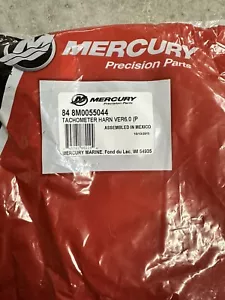 MERCURY
Precision Parts
MERCURY
84 8M0055044
TACHOMETER HARN VER6.0 (P
ASSEMBLED IN MEXICO
MERCURY MARINE, Fond du Lac, WI 54935